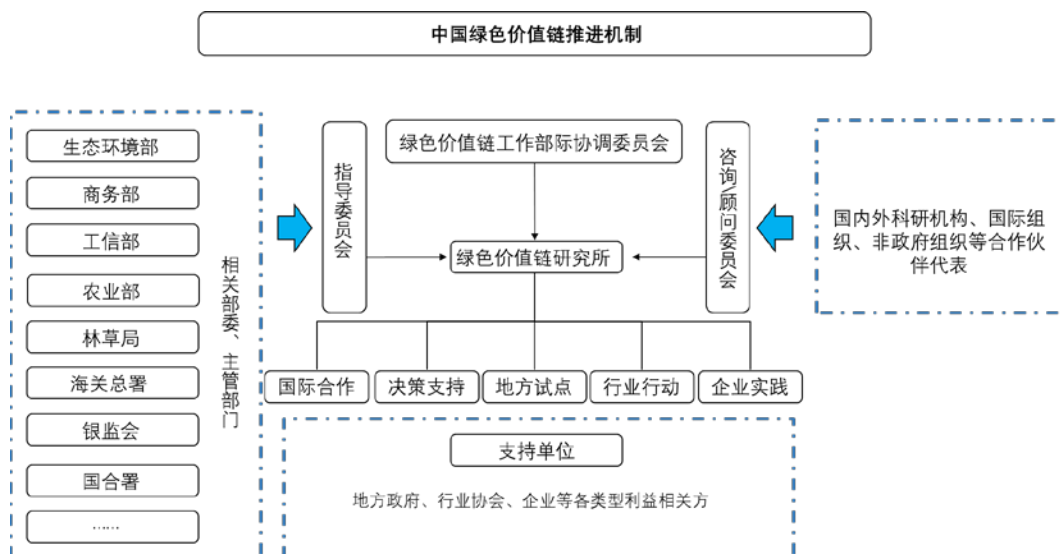 中国绿色价值链推进机制
生态环境部
商务部
工信部
农业部
林草局
海关总署
银监会
国合署
……
相关部委、主管部门
指导委员会
绿色价值链工作部际协调委员会
绿色价值链研究所
咨询/顾问委员会
国内外科研机构、国际组
织、非政府组织等合作伙
伴代表
国际合作
决策支持
地方试点
行业行动
企业实践
支持单位
地方政府、行业协会、企业等各类型利益相关方